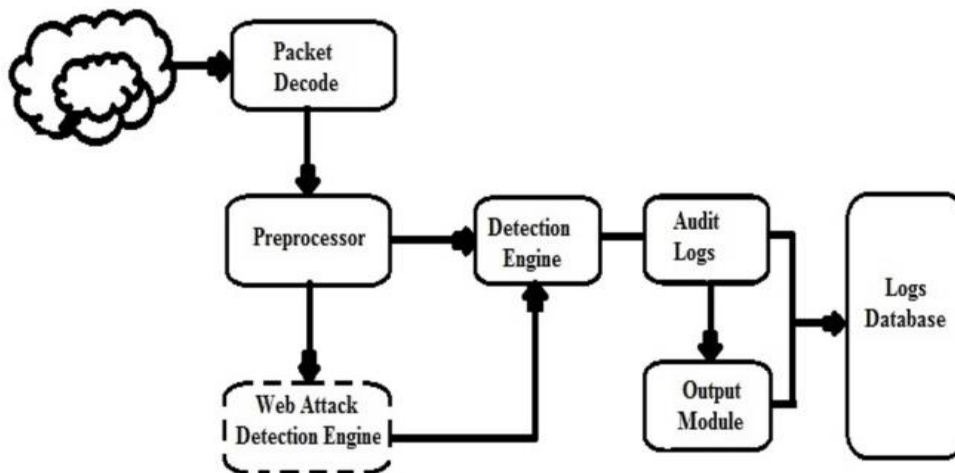 Packet
Decode
Preprocessor
Detection
Engine
Audit
Logs
Logs
Database
Web Attack
Detection Engine
Output
Module